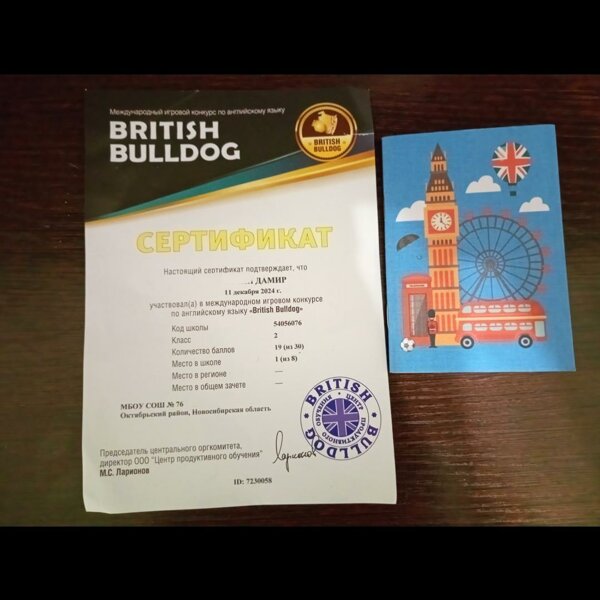 Международный игровой конкурс по английскому языку
BRITISH
BULLDOG
BRITISH
BULLDOG
СЕРТИФИКАТ
Настоящий сертификат подтверждает, что
ДАМИР
11 декабря 2024 г.
участвовал(а) в международном игровом конкурсе
по английскому языку «British Bulldog»
Код школы 54056076
Класс 2
Количество баллов 19 (из 30)
Место в школе 1 (из 8)
Место в регионе —
Место в общем зачете —
МБОУ СОШ № 76
Октябрьский район, Новосибирская область
BRITISH BULLDOG
ЦЕНТР ПРОДУКТИВНОГО ОБУЧЕНИЯ
Председатель центрального оргкомитета,
директор ООО "Центр продуктивного обучения"
М.С. Ларионов
ID: 7230058